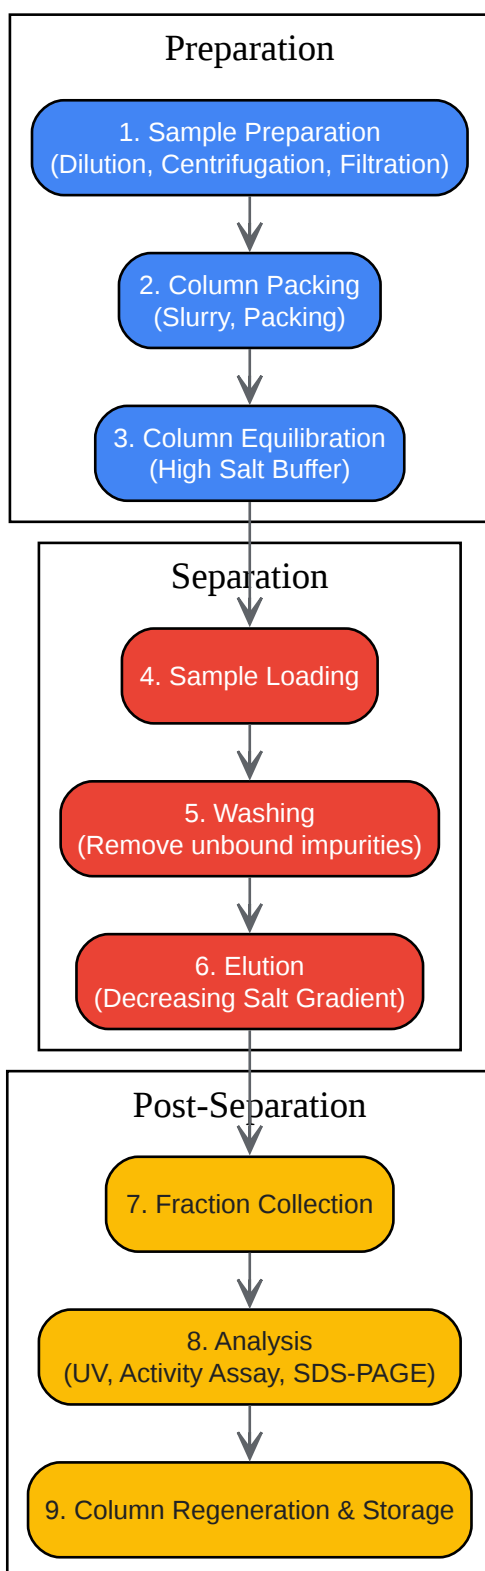 Preparation
1. Sample Preparation
(Dilution, Centrifugation, Filtration)
2. Column Packing
(Slurry, Packing)
3. Column Equilibration
(High Salt Buffer)
Separation
4. Sample Loading
5. Washing
(Remove unbound impurities)
6. Elution
(Decreasing Salt Gradient)
Post-Separation
7. Fraction Collection
8. Analysis
(UV, Activity Assay, SDS-PAGE)
9. Column Regeneration & Storage